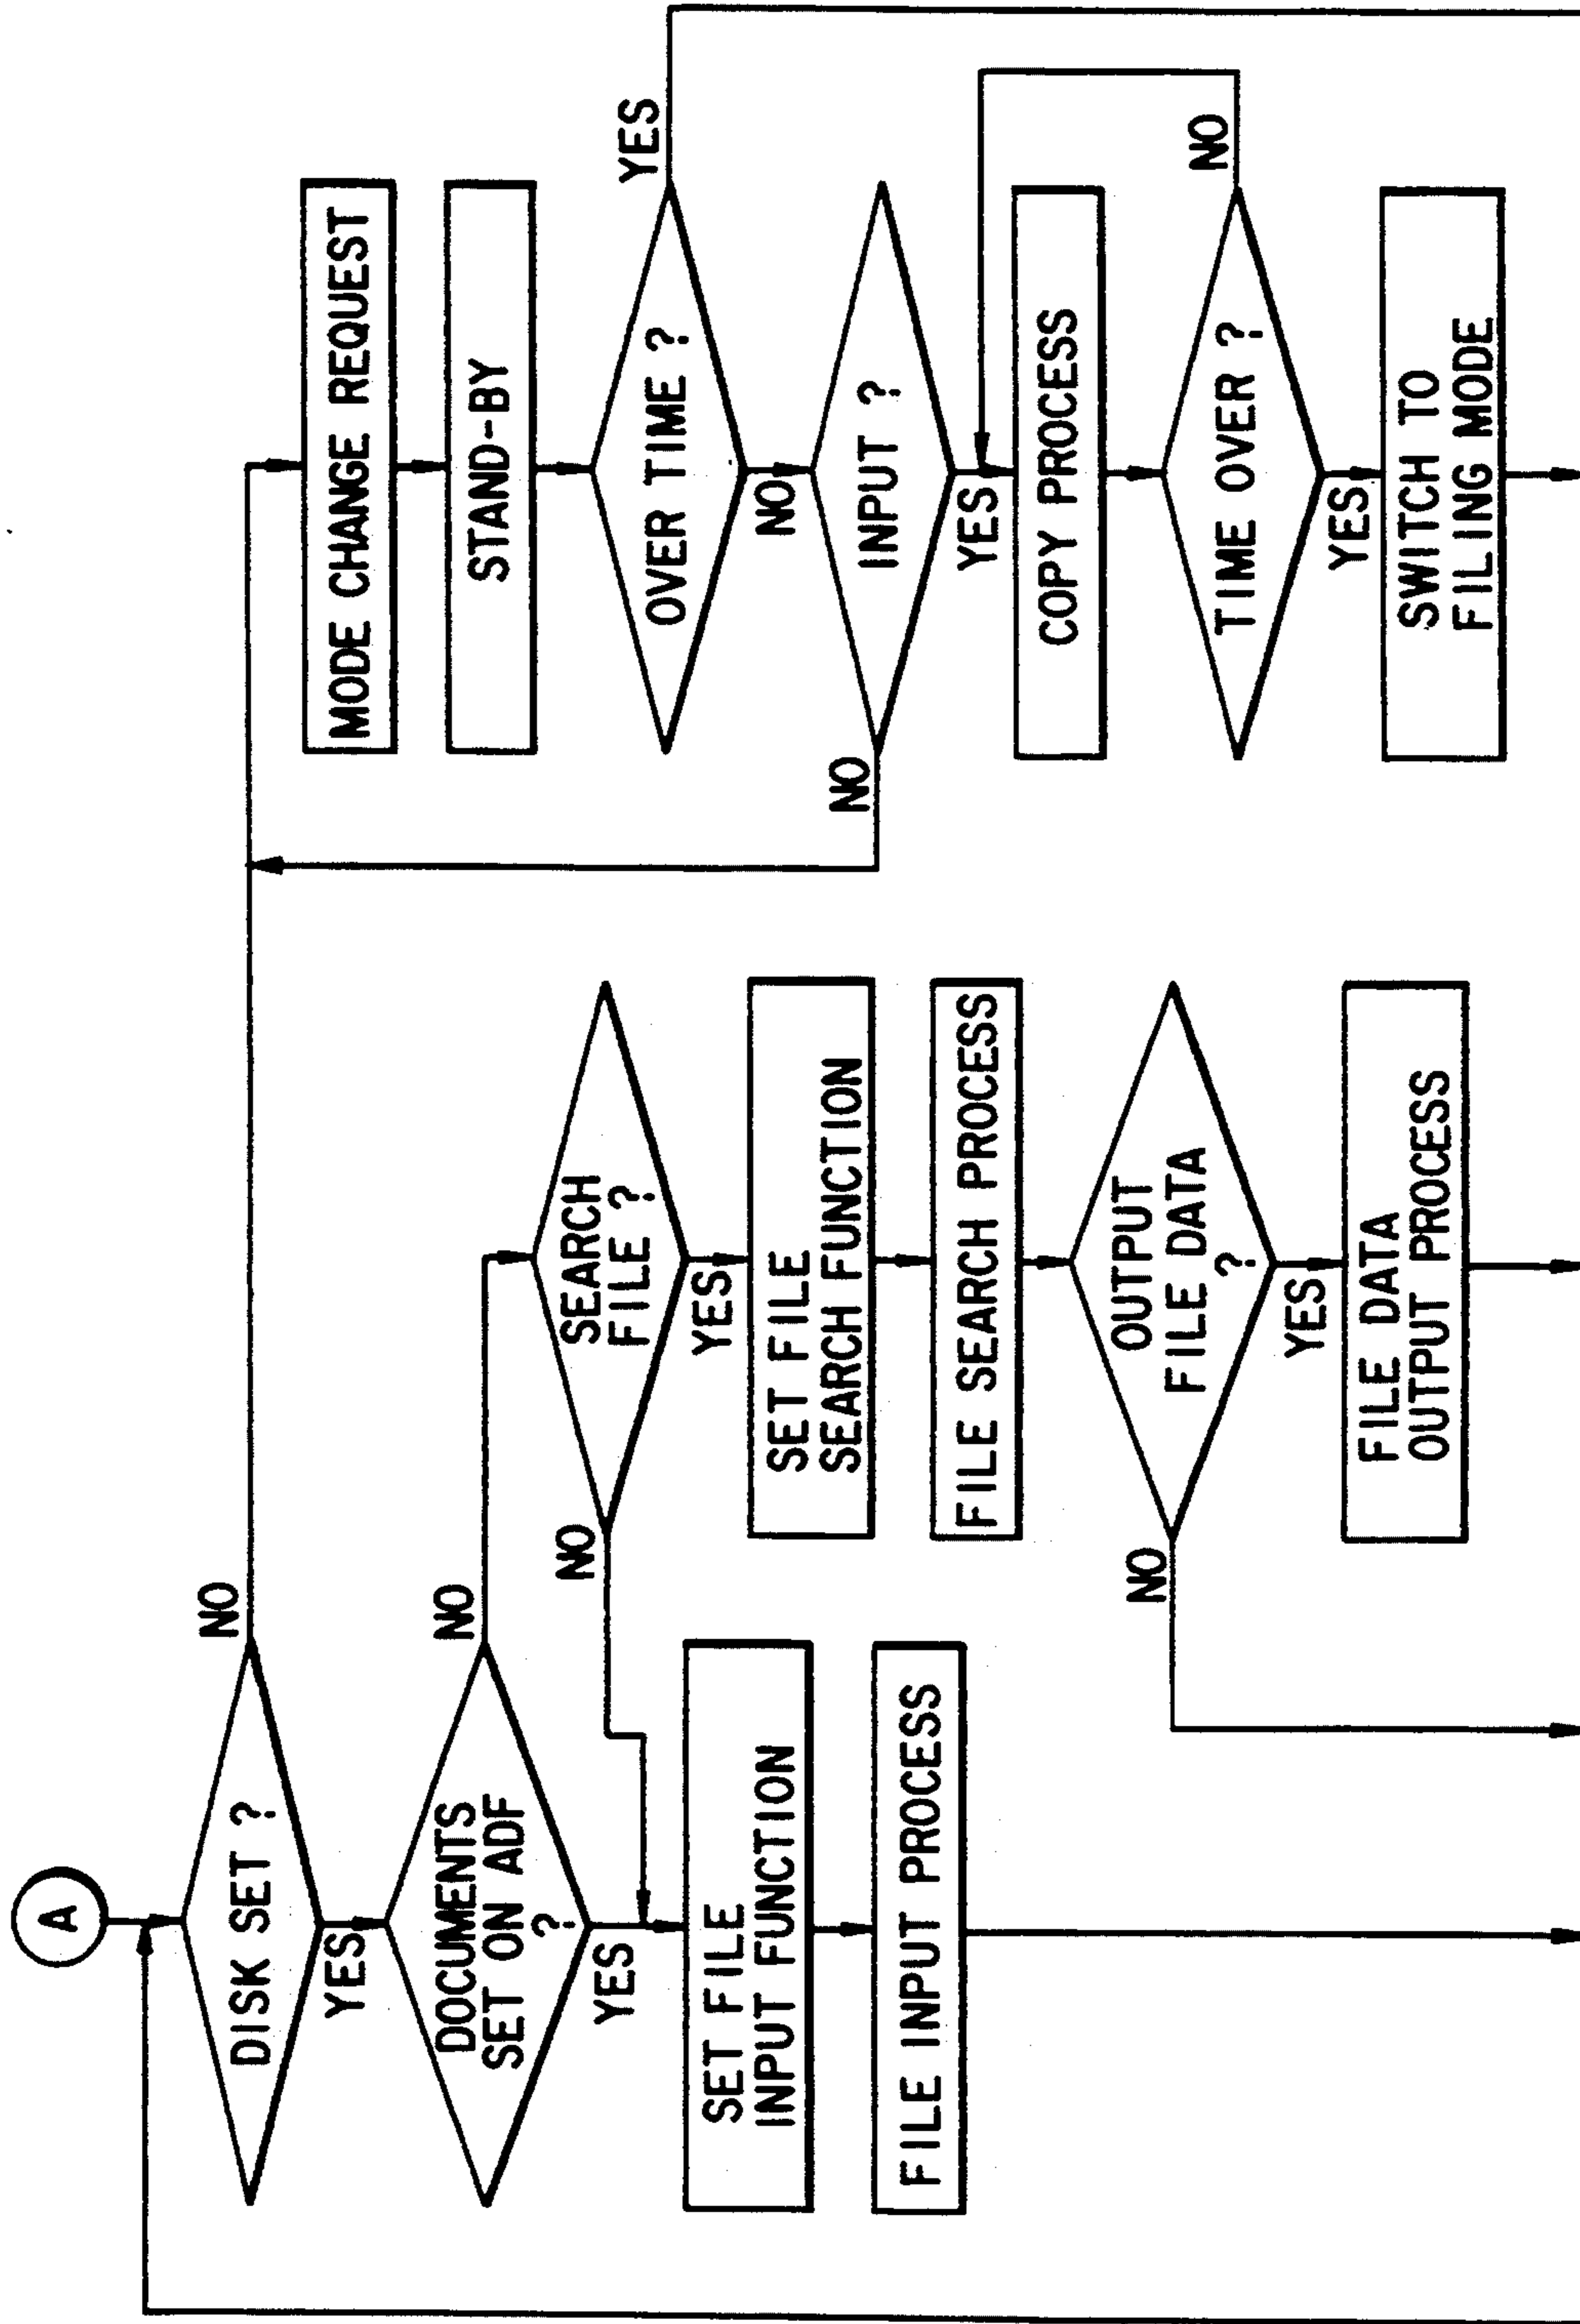 A
DISK SET ?
NO
YES
DOCUMENTS
SET ON ADF
?
NO
YES
SET FILE
INPUT FUNCTION
FILE INPUT PROCESS
SEARCH
FILE ?
NO
YES
SET FILE
SEARCH FUNCTION
FILE SEARCH PROCESS
OUTPUT
FILE DATA
?
NO
YES
FILE DATA
OUTPUT PROCESS
MODE CHANGE REQUEST
STAND-BY
OVER TIME ?
YES
NO
INPUT ?
NO
YES
COPY PROCESS
TIME OVER ?
NO
YES
SWITCH TO
FILING MODE